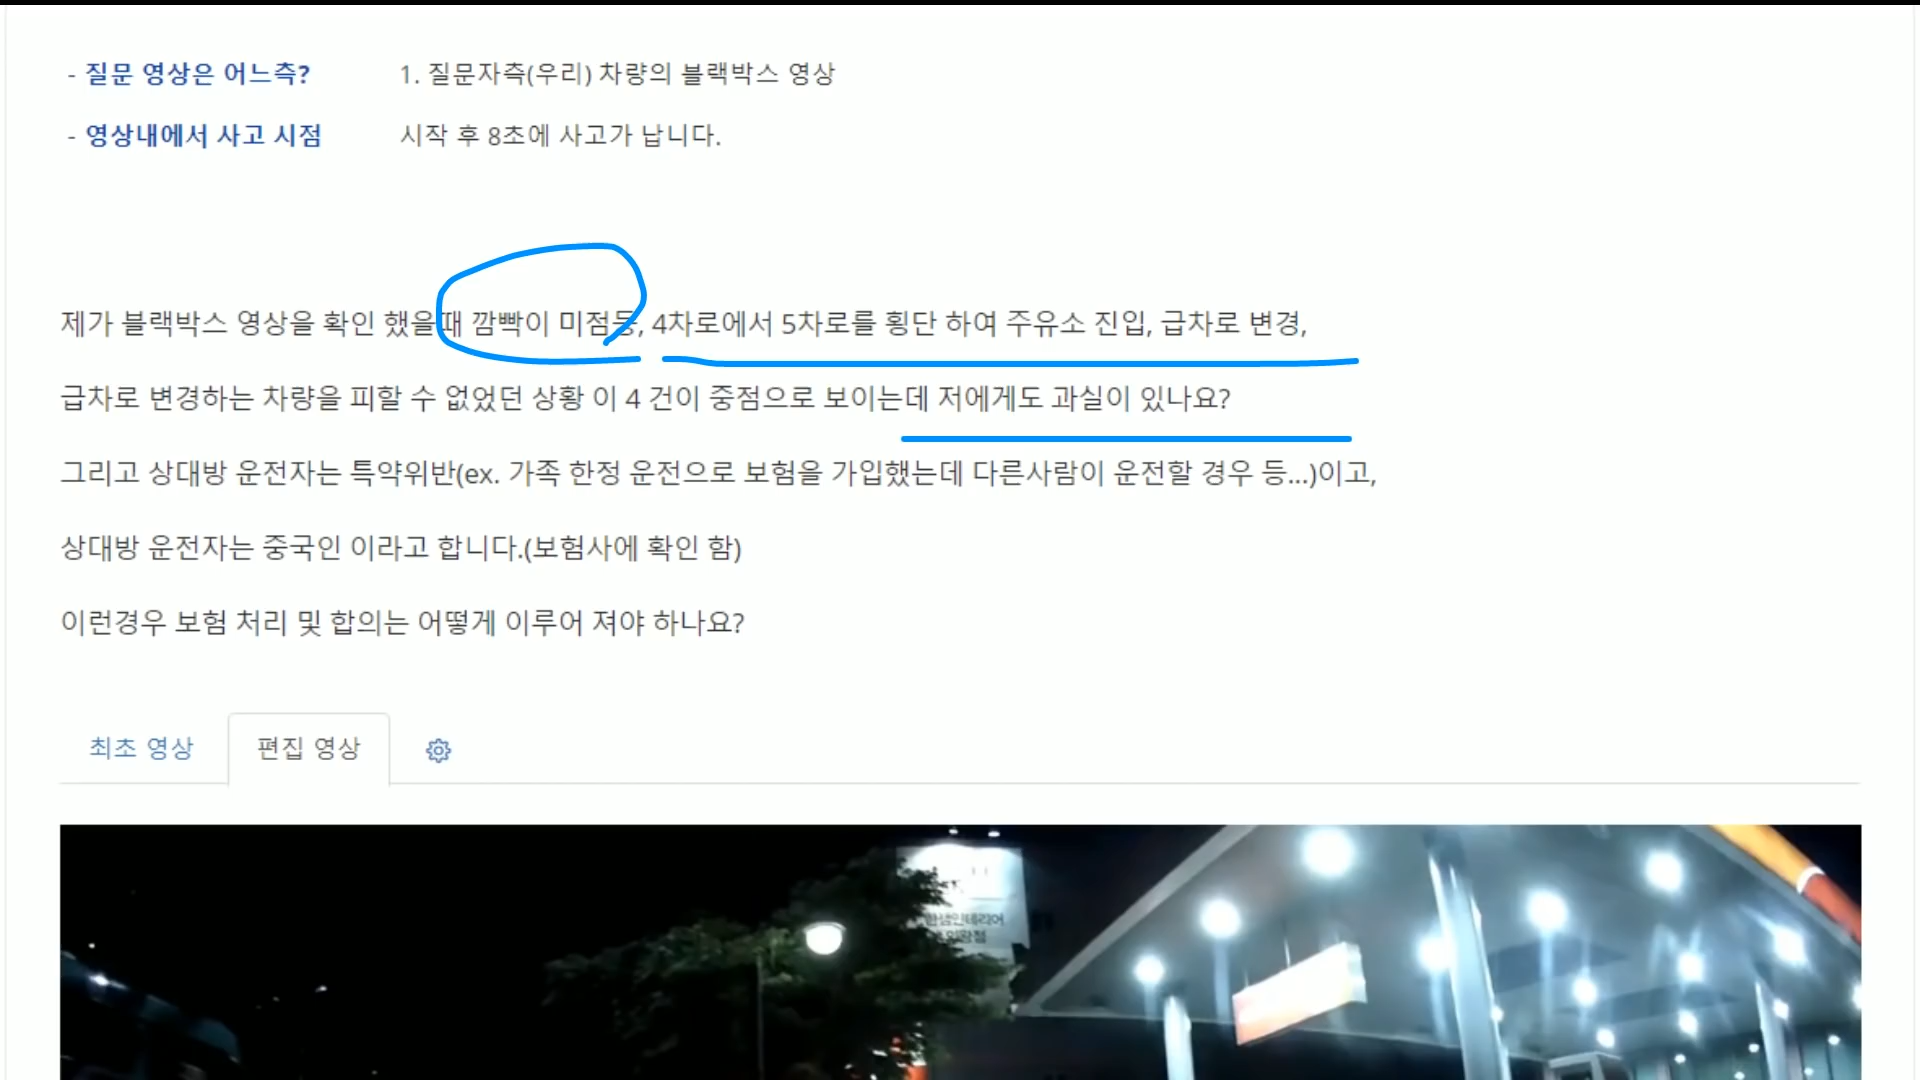 - 질문 영상은 어느측? 1. 질문자측(우리) 차량의 블랙박스 영상
- 영상내에서 사고 시점 시작 후 8초에 사고가 납니다.
제가 블랙박스 영상을 확인 했을때 깜빡이 미점등, 4차로에서 5차로를 횡단 하여 주유소 진입, 급차로 변경,
급차로 변경하는 차량을 피할 수 없었던 상황 이 4 건이 중점으로 보이는데 저에게도 과실이 있나요?
그리고 상대방 운전자는 특약위반(ex. 가족 한정 운전으로 보험을 가입했는데 다른사람이 운전할 경우 등...)이고,
상대방 운전자는 중국인 이라고 합니다.(보험사에 확인 함)
이런경우 보험 처리 및 합의는 어떻게 이루어 져야 하나요?
최초 영상 편집 영상
한샘인테리어